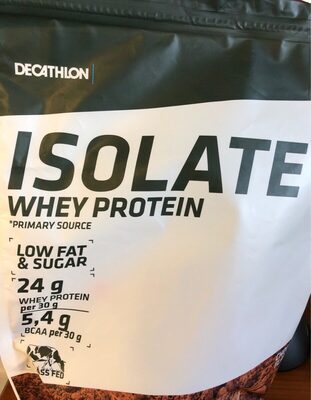 DECATHLON
ISOLATE
WHEY PROTEIN
*PRIMARY SOURCE
LOW FAT
& SUGAR
24 g
WHEY PROTEIN
per 30 g
5,4 g
BCAA per 30 g
FED